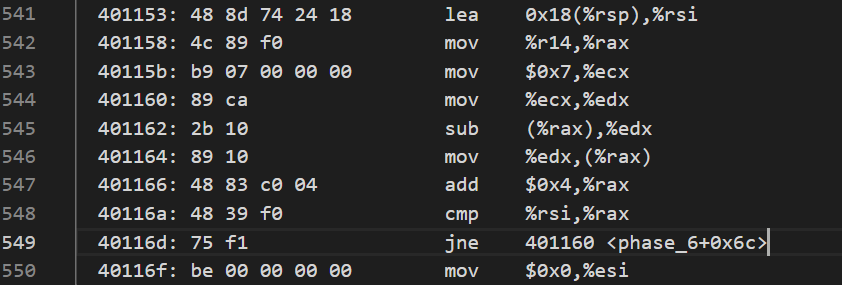 541 401153: 48 8d 74 24 18 lea 0x18(%rsp),%rsi
542 401158: 4c 89 f0 mov %r14,%rax
543 40115b: b9 07 00 00 00 mov $0x7,%ecx
544 401160: 89 ca mov %ecx,%edx
545 401162: 2b 10 sub (%rax),%edx
546 401164: 89 10 mov %edx,(%rax)
547 401166: 48 83 c0 04 add $0x4,%rax
548 40116a: 48 39 f0 cmp %rsi,%rax
549 40116d: 75 f1 jne 401160 <phase_6+0x6c>
550 40116f: be 00 00 00 00 mov $0x0,%esi